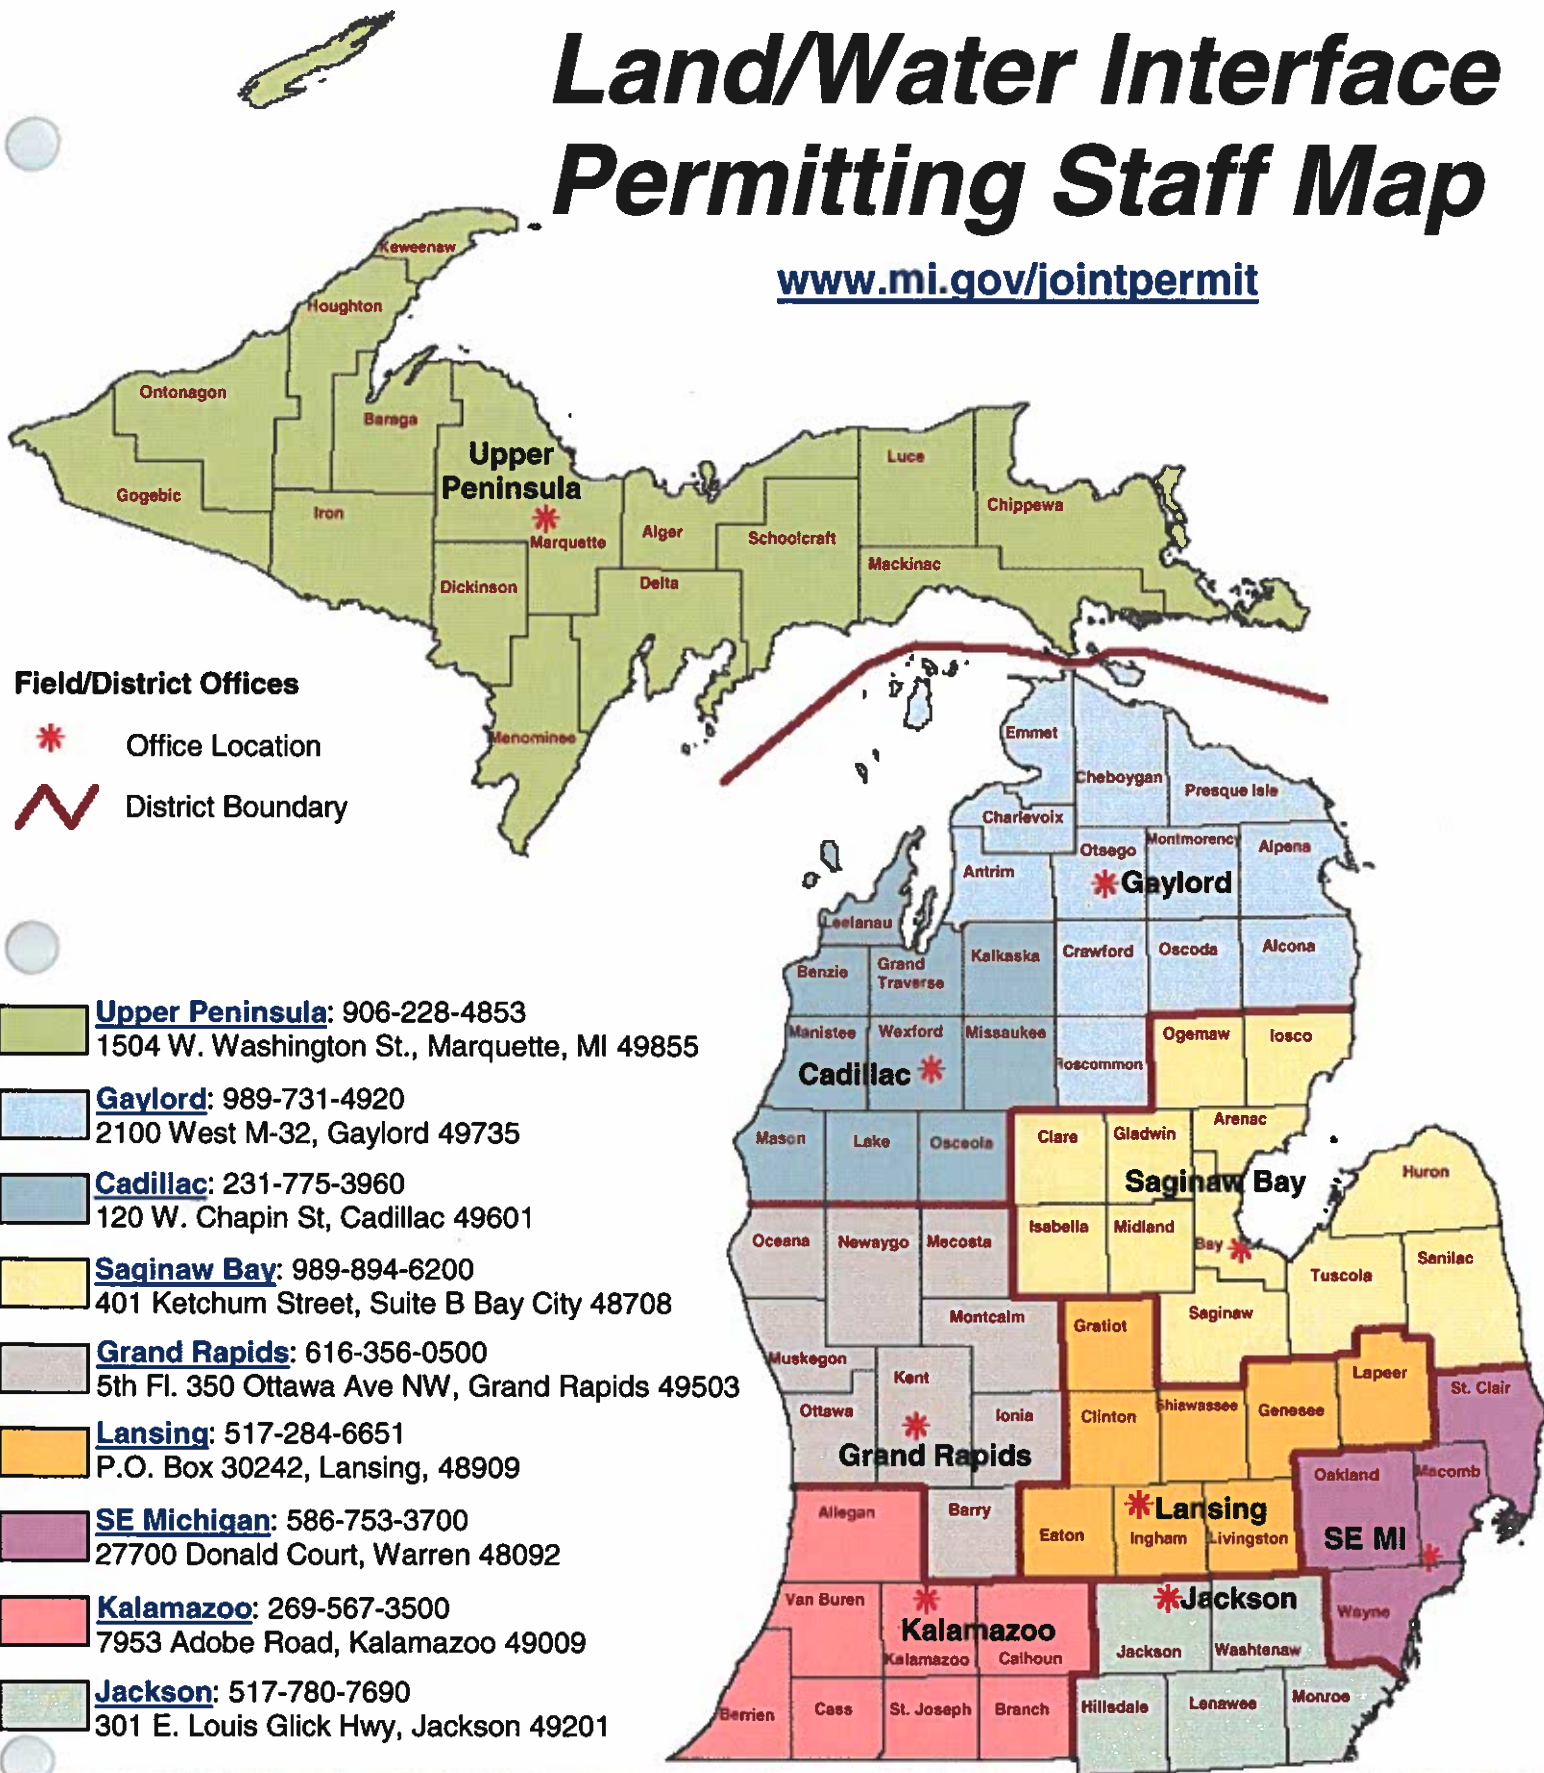 Land/Water Interface
Permitting Staff Map
www.mi.gov/jointpermit
Keweenaw
Houghton
Ontonagon
Baraga
Gogebic
Iron
Upper
Peninsula
Marquette
Dickinson
Menominee
Alger
Delta
Schoolcraft
Luce
Chippewa
Mackinac
Field/District Offices
Office Location
District Boundary
Emmet
Cheboygan
Presque Isle
Charlevoix
Antrim
Otsego
Montmorency
Alpena
Gaylord
Leelanau
Benzie
Grand
Traverse
Kalkaska
Crawford
Oscoda
Alcona
Manistee
Wexford
Missaukee
Roscommon
Ogemaw
Iosco
Cadillac
Mason
Lake
Osceola
Clare
Gladwin
Arenac
Saginaw Bay
Huron
Oceana
Newaygo
Mecosta
Isabella
Midland
Bay
Tuscola
Sanilac
Muskegon
Montcalm
Gratiot
Saginaw
Kent
Ottawa
Ionia
Clinton
Shiawassee
Genesee
Lapeer
St. Clair
Grand Rapids
Oakland
Macomb
Allegan
Barry
Eaton
Lansing
Ingham
Livingston
SE MI
Van Buren
Kalamazoo
Kalamazoo
Calhoun
Jackson
Jackson
Washtenaw
Wayne
Berrien
Cass
St. Joseph
Branch
Hillsdale
Lenawee
Monroe
Upper Peninsula: 906-228-4853
1504 W. Washington St., Marquette, MI 49855
Gaylord: 989-731-4920
2100 West M-32, Gaylord 49735
Cadillac: 231-775-3960
120 W. Chapin St, Cadillac 49601
Saginaw Bay: 989-894-6200
401 Ketchum Street, Suite B Bay City 48708
Grand Rapids: 616-356-0500
5th Fl. 350 Ottawa Ave NW, Grand Rapids 49503
Lansing: 517-284-6651
P.O. Box 30242, Lansing, 48909
SE Michigan: 586-753-3700
27700 Donald Court, Warren 48092
Kalamazoo: 269-567-3500
7953 Adobe Road, Kalamazoo 49009
Jackson: 517-780-7690
301 E. Louis Glick Hwy, Jackson 49201